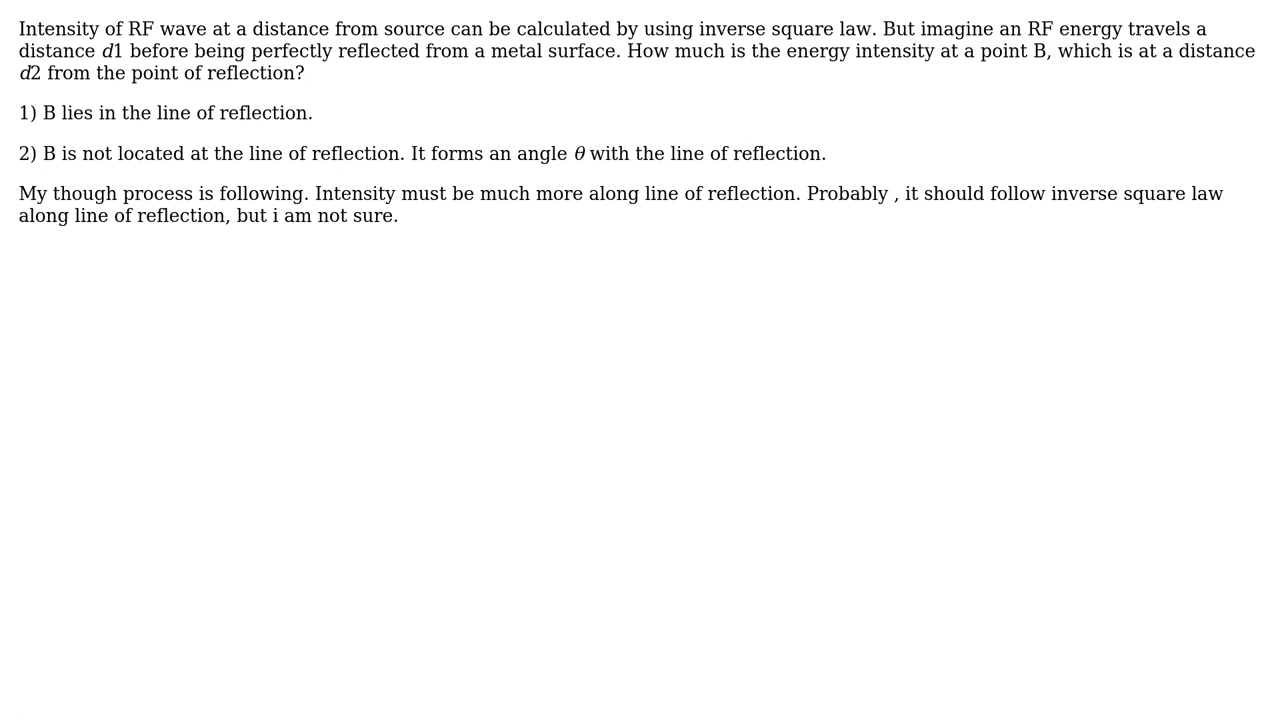 Intensity of RF wave at a distance from source can be calculated by using inverse square law. But imagine an RF energy travels a
distance d1 before being perfectly reflected from a metal surface. How much is the energy intensity at a point B, which is at a distance
d2 from the point of reflection?
1) B lies in the line of reflection.
2) B is not located at the line of reflection. It forms an angle θ with the line of reflection.
My though process is following. Intensity must be much more along line of reflection. Probably , it should follow inverse square law
along line of reflection, but i am not sure.